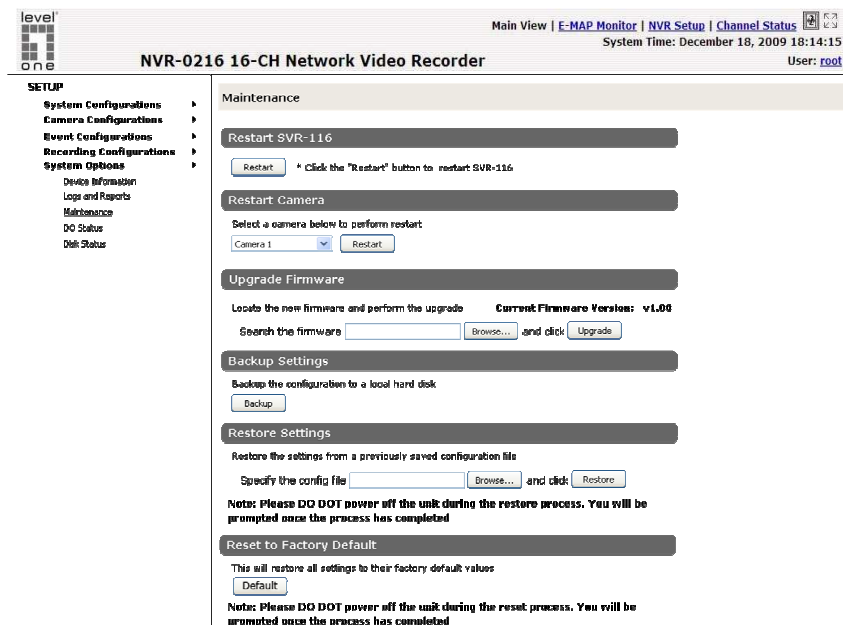 level
one
Main View | E-MAP Monitor | NVR Setup | Channel Status
System Time: December 18, 2009 18:14:15
NVR-0216 16-CH Network Video Recorder
User: root
SETUP
System Configurations
Camera Configurations
Event Configurations
Recording Configurations
System Options
Device Information
Logs and Reports
Maintenance
DO Status
Disk Status
Maintenance
Restart SVR-116
Restart * Click the "Restart" button to restart SVR-116
Restart Camera
Select a camera below to perform restart
Camera 1 Restart
Upgrade Firmware
Locate the new firmware and perform the upgrade Current Firmware Version: v1.00
Search the firmware Browse... and click Upgrade
Backup Settings
Backup the configuration to a local hard disk
Backup
Restore Settings
Restore the settings from a previously saved configuration file
Specify the config file Browse... and click Restore
Note: Please DO DOT power off the unit during the restore process. You will be
prompted once the process has completed
Reset to Factory Default
This will restore all settings to their factory default values
Default
Note: Please DO DOT power off the unit during the reset process. You will be
prompted once the process has completed